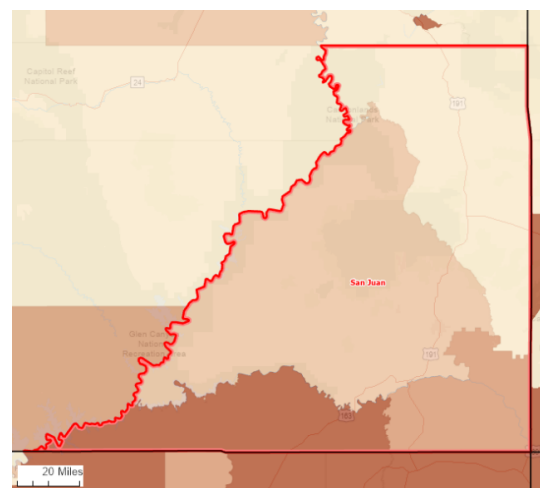 Capitol Reef
National Park
24
191
Canyonlands
National Park
San Juan
Glen Canyon
National
Recreation Area
191
163
20 Miles